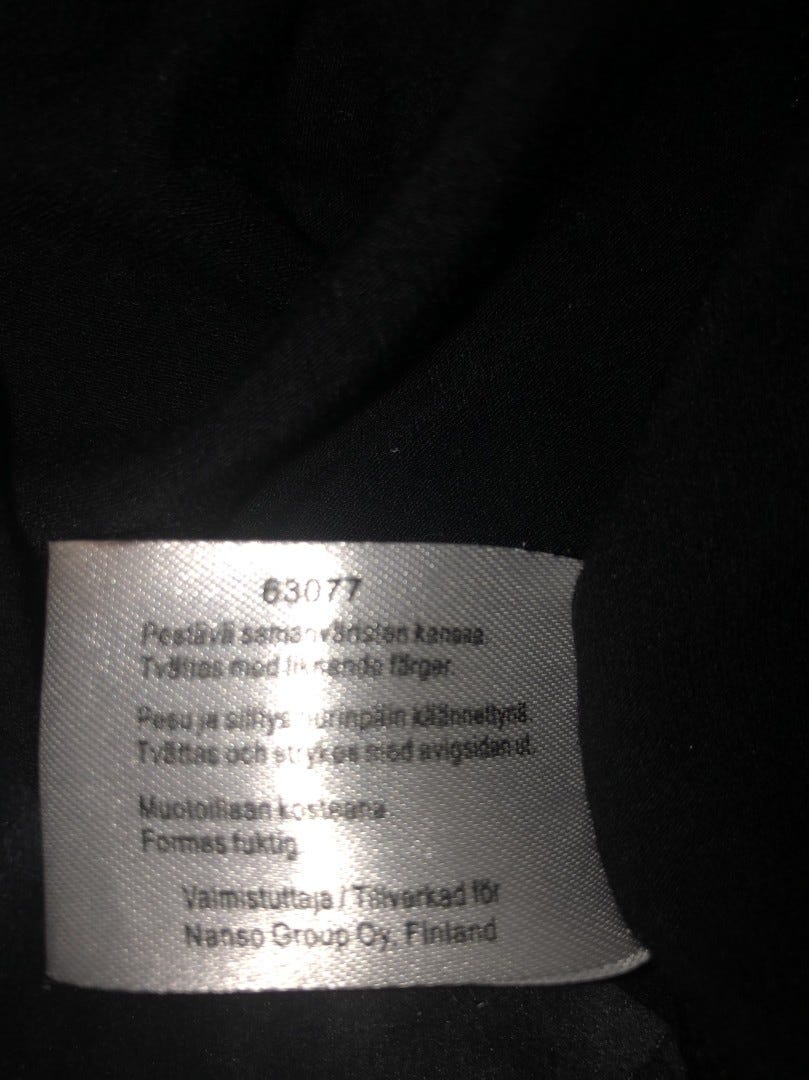 63077
Pestävä samanväristen kanssa.
Tvättas med liknande färger.
Pesu ja silitys nurinpäin käännettynä.
Tvättas och strykes med avigsidan ut.
Muotoillaan kosteana.
Formas fuktig.
Valmistuttaja / Tillverkad för
Nanso Group Oy, Finland